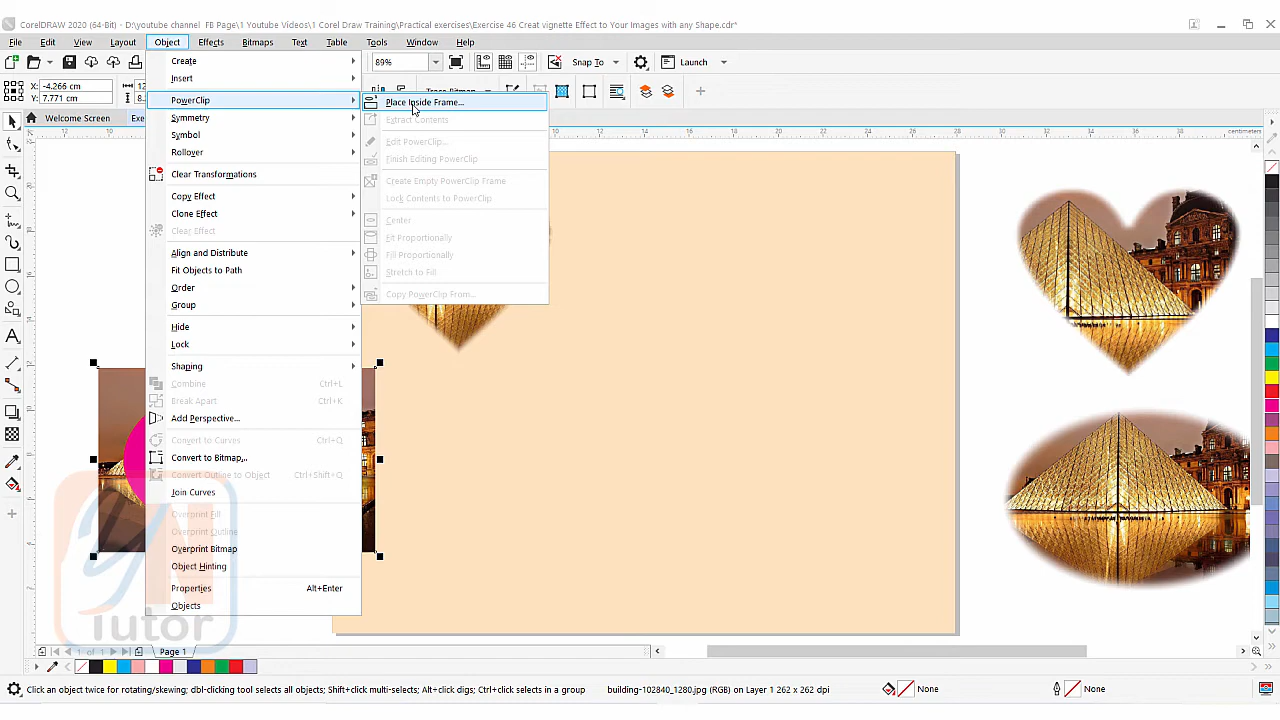 CorelDRAW 2020 (64-Bit) - D:\youtube channel FB Page\1 Youtube Videos\1 Corel Draw Training\Practical exercises\Exercise 46 Creat vignette Effect to Your Images with any Shape.cdr*
File Edit View Layout Object Effects Bitmaps Text Table Tools Window Help
89% Snap To Launch
X: -4.266 cm
Y: 7.771 cm
Welcome Screen
Create
Insert
PowerClip
Symmetry
Symbol
Rollover
Clear Transformations
Copy Effect
Clone Effect
Clear Effect
Align and Distribute
Fit Objects to Path
Order
Group
Hide
Lock
Shaping
Combine Ctrl+L
Break Apart Ctrl+K
Add Perspective...
Convert to Curves Ctrl+Q
Convert to Bitmap...
Convert Outline to Object Ctrl+Shift+Q
Join Curves
Overprint Fill
Overprint Outline
Overprint Bitmap
Object Hinting
Properties Alt+Enter
Objects
Place Inside Frame...
Extract Contents
Edit PowerClip...
Finish Editing PowerClip
Create Empty PowerClip Frame
Lock Contents to PowerClip
Center
Fit Proportionally
Fill Proportionally
Stretch to Fill
Copy PowerClip From...
centimeters
Tutor
1 of 1 Page 1
Click an object twice for rotating/skewing; dbl-clicking tool selects all objects; Shift+click multi-selects; Alt+click digs; Ctrl+click selects in a group building-102840_1280.jpg (RGB) on Layer 1 262 x 262 dpi None None